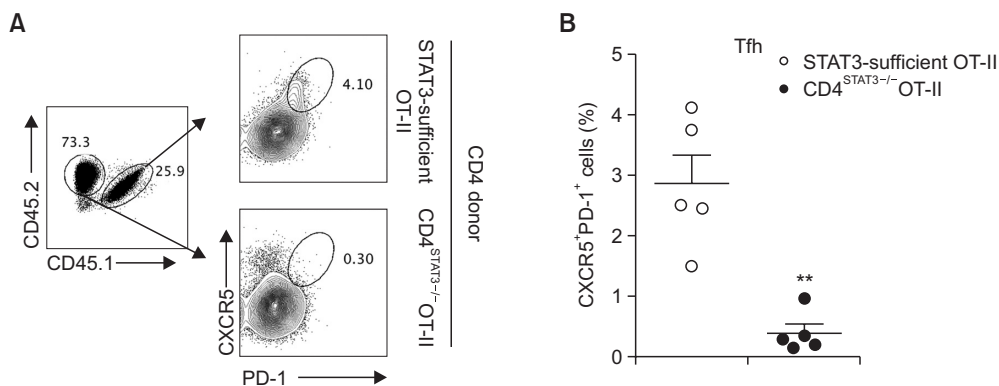 A
73.3
25.9
CD45.2
CD45.1
4.10
STAT3-sufficient
OT-II
0.30
CD4STAT3−/− OT-II
CXCR5
PD-1
CD4 donor
B
Tfh
STAT3-sufficient OT-II
CD4STAT3−/− OT-II
CXCR5+PD-1+ cells (%)
5
4
3
2
1
0
**